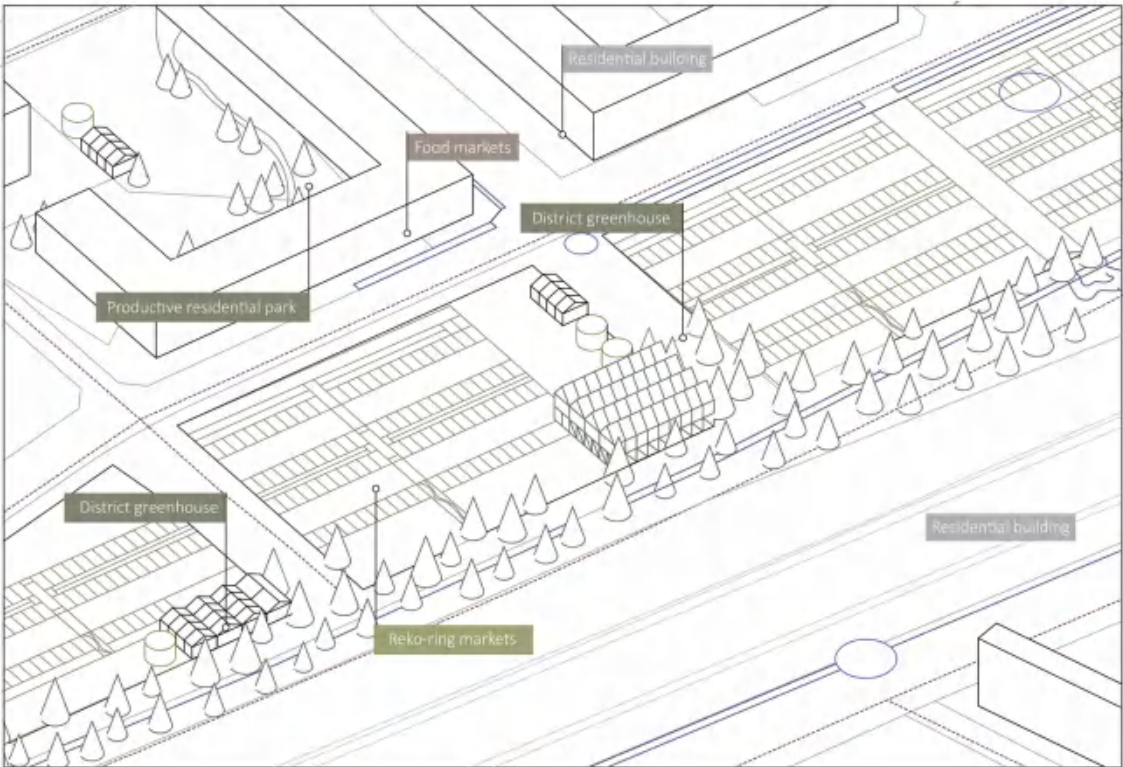 Residential building
Food markets
District greenhouse
Productive residential park
District greenhouse
Residential building
Reko-ring markets